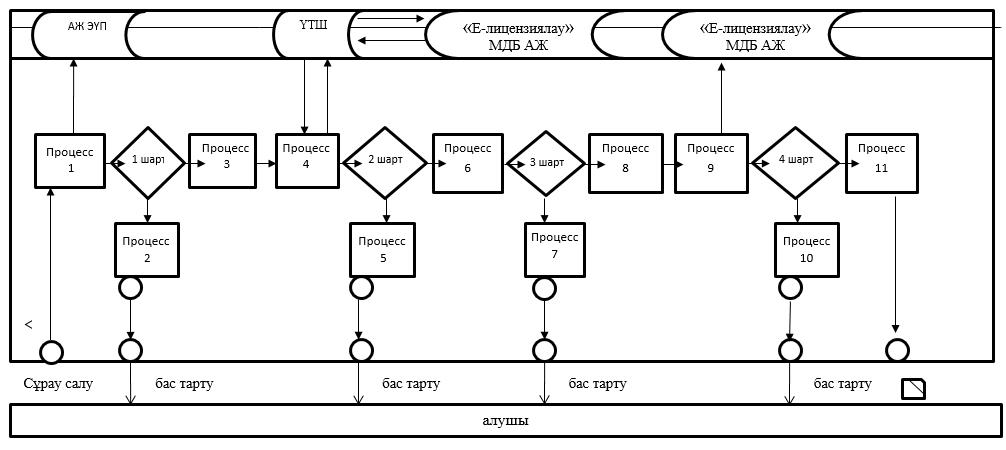 АЖ ЭҮП
ҮТШ
«Е-лицензиялау»
МДБ АЖ
«Е-лицензиялау»
МДБ АЖ
Процесс
1
1 шарт
Процесс
3
Процесс
4
2 шарт
Процесс
6
3 шарт
Процесс
8
Процесс
9
4 шарт
Процесс
11
Процесс
2
Процесс
5
Процесс
7
Процесс
10
<
Сұрау салу
бас тарту
бас тарту
бас тарту
бас тарту
алушы